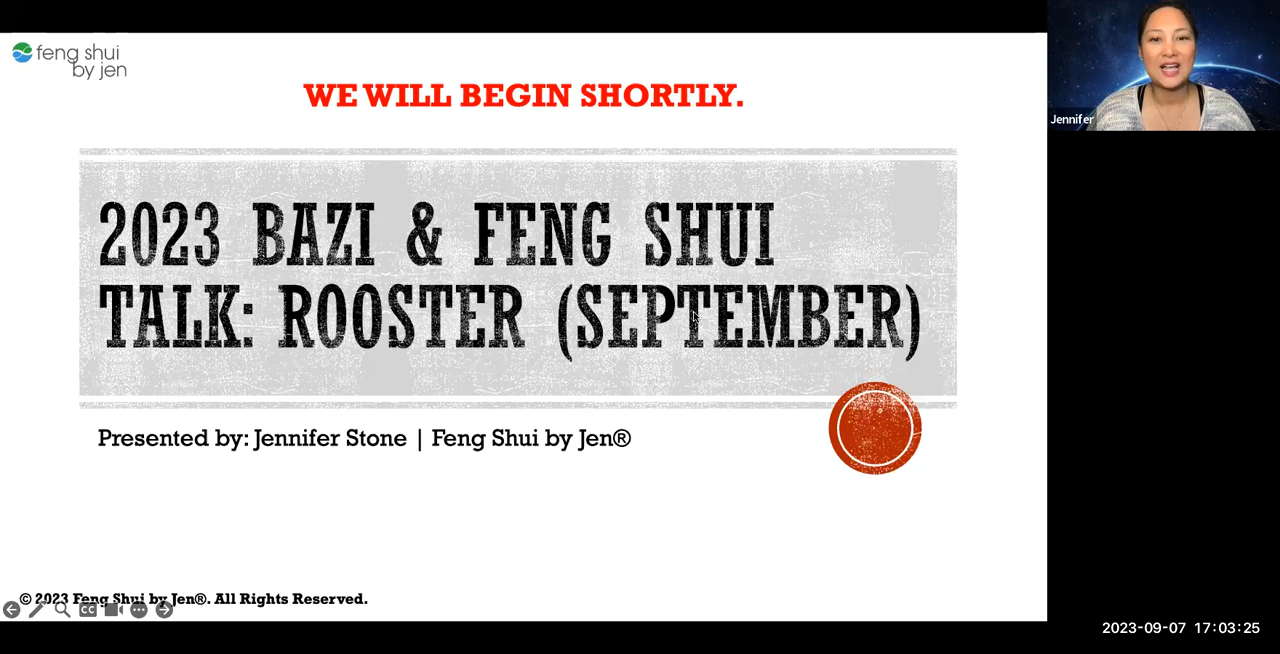 feng shui
by jen
WE WILL BEGIN SHORTLY.
Jennifer
2023 BAZI & FENG SHUI
TALK: ROOSTER (SEPTEMBER)
Presented by: Jennifer Stone | Feng Shui by Jen®
© 2023 Feng Shui by Jen®. All Rights Reserved.
CC
2023-09-07 17:03:25